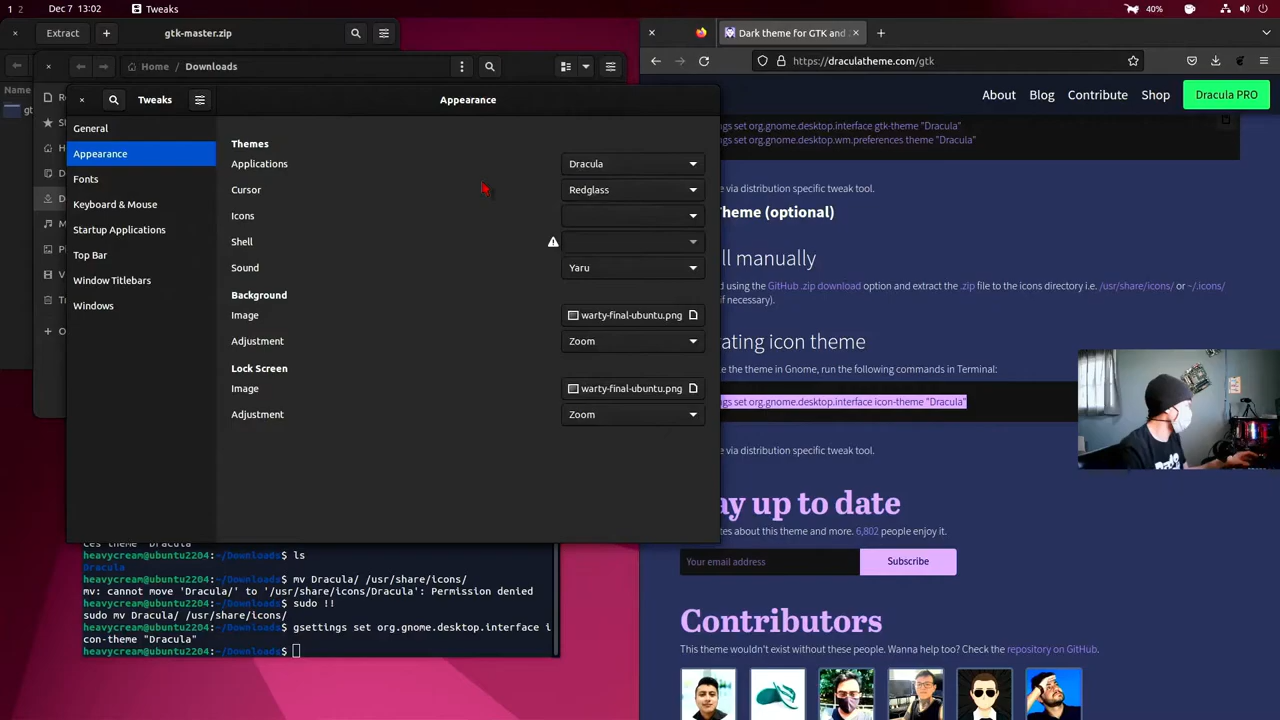 1 2 Dec 7 13:02 Tweaks 40%
Extract gtk-master.zip
Dark theme for GTK and
Home / Downloads
https://draculatheme.com/gtk
Name
Tweaks Appearance
About Blog Contribute Shop Dracula PRO
General
Appearance
Fonts
Keyboard & Mouse
Startup Applications
Top Bar
Window Titlebars
Windows
Themes
Applications Dracula
Cursor Redglass
Icons
Shell
Sound Yaru
Background
Image warty-final-ubuntu.png
Adjustment Zoom
Lock Screen
Image warty-final-ubuntu.png
Adjustment Zoom
gs set org.gnome.desktop.interface gtk-theme "Dracula"
gs set org.gnome.desktop.wm.preferences theme "Dracula"
e via distribution specific tweak tool.
heme (optional)
ll manually
d using the GitHub .zip download option and extract the .zip file to the icons directory i.e. /usr/share/icons/ or ~/.icons/
if necessary).
ating icon theme
e the theme in Gnome, run the following commands in Terminal:
ngs set org.gnome.desktop.interface icon-theme "Dracula"
e via distribution specific tweak tool.
ay up to date
tes about this theme and more. 6,802 people enjoy it.
Your email address Subscribe
Contributors
This theme wouldn't exist without these people. Wanna help too? Check the repository on GitHub.
ces theme "Dracula"
heavycream@ubuntu2204:~/Downloads$ ls
Dracula
heavycream@ubuntu2204:~/Downloads$ mv Dracula/ /usr/share/icons/
mv: cannot move 'Dracula/' to '/usr/share/icons/Dracula': Permission denied
heavycream@ubuntu2204:~/Downloads$ sudo !!
sudo mv Dracula/ /usr/share/icons/
heavycream@ubuntu2204:~/Downloads$ gsettings set org.gnome.desktop.interface i
con-theme "Dracula"
heavycream@ubuntu2204:~/Downloads$